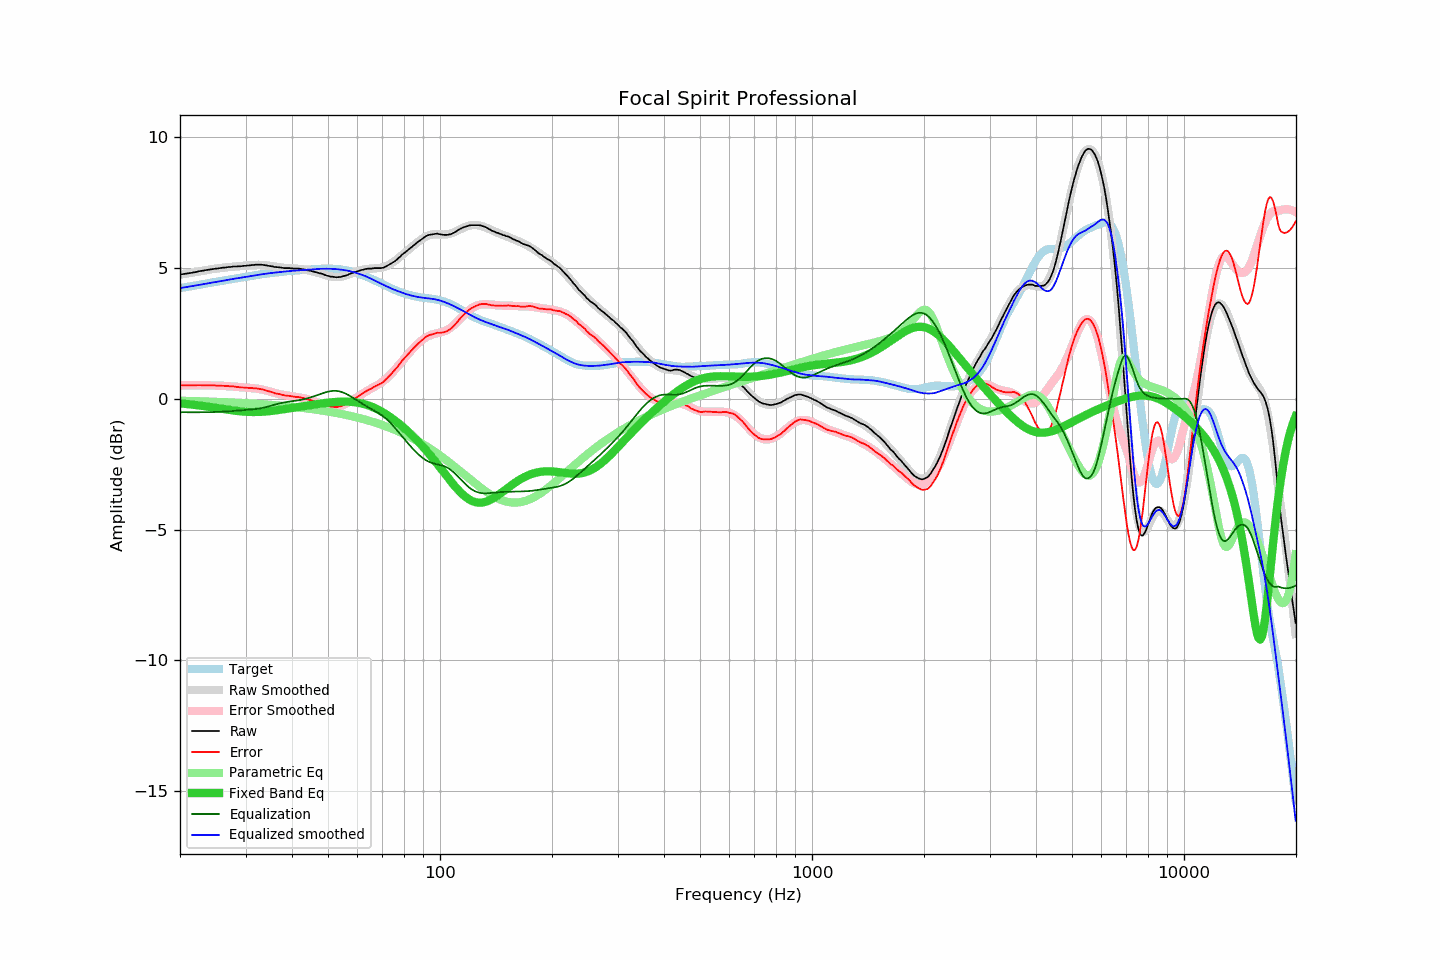 Focal Spirit Professional
10
5
0
−5
−10
−15
Amplitude (dBr)
Target
Raw Smoothed
Error Smoothed
Raw
Error
Parametric Eq
Fixed Band Eq
Equalization
Equalized smoothed
100
1000
10000
Frequency (Hz)